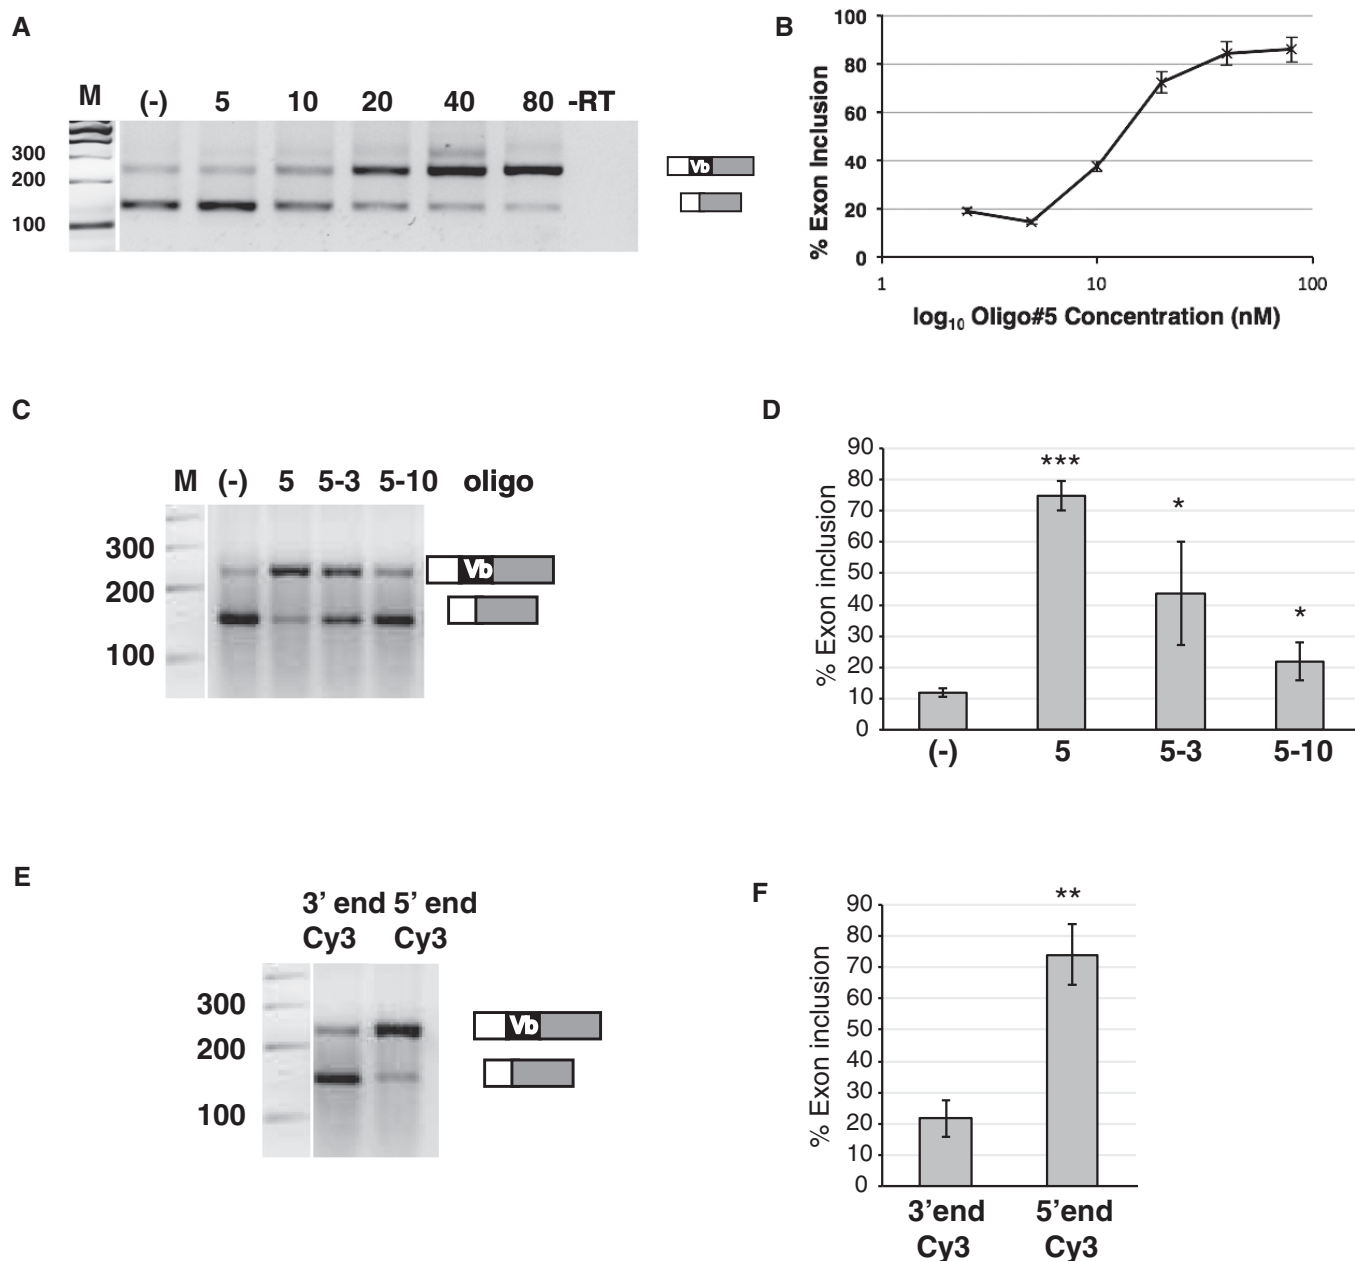 A
M (-) 5 10 20 40 80 -RT
300
200
100
Vb
B
100
80
60
40
20
0
% Exon Inclusion
1 10 100
log₁₀ Oligo#5 Concentration (nM)
C
M (-) 5 5-3 5-10 oligo
300
200
100
Vb
D
90
80
70
60
50
40
30
20
10
0
% Exon inclusion
***
*
*
(-) 5 5-3 5-10
E
3' end 5' end
Cy3 Cy3
300
200
100
Vb
F
90
80
70
60
50
40
30
20
10
0
% Exon inclusion
**
3'end 5'end
Cy3 Cy3